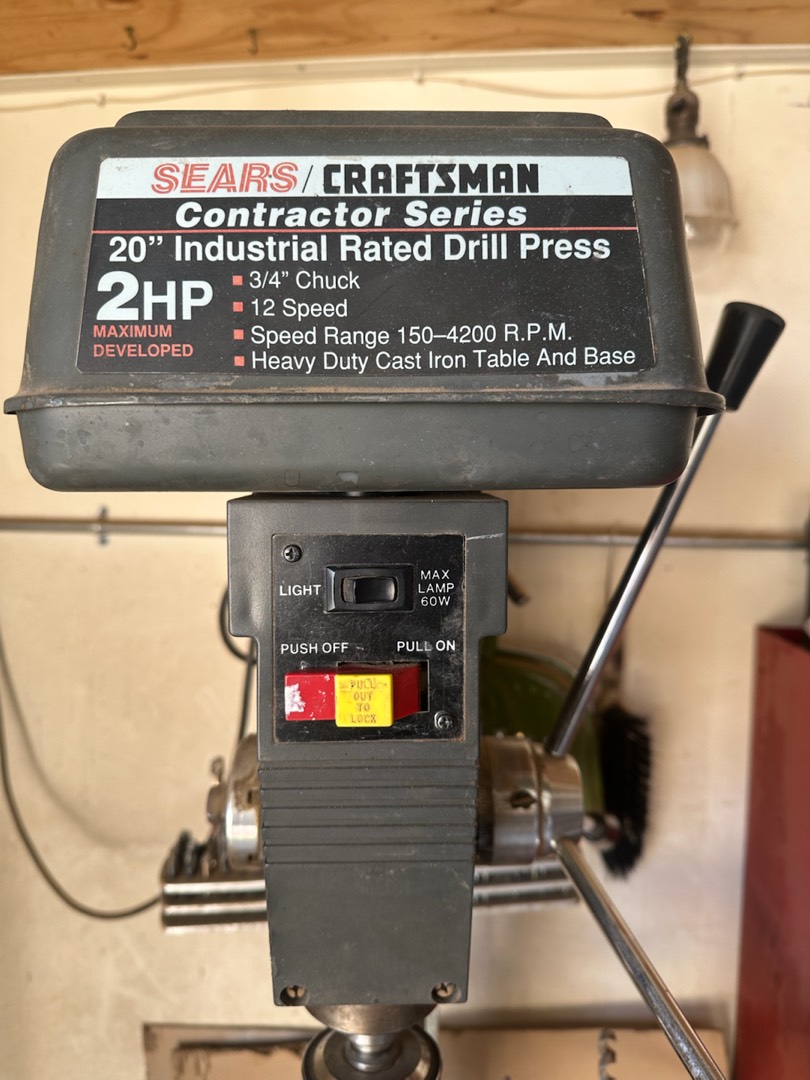 SEARS/CRAFTSMAN
Contractor Series
20” Industrial Rated Drill Press
2HP
MAXIMUM
DEVELOPED
▪ 3/4” Chuck
▪ 12 Speed
▪ Speed Range 150–4200 R.P.M.
▪ Heavy Duty Cast Iron Table And Base
LIGHT
MAX
LAMP
60W
PUSH OFF
PULL ON
PULL
OUT
TO
LOCK